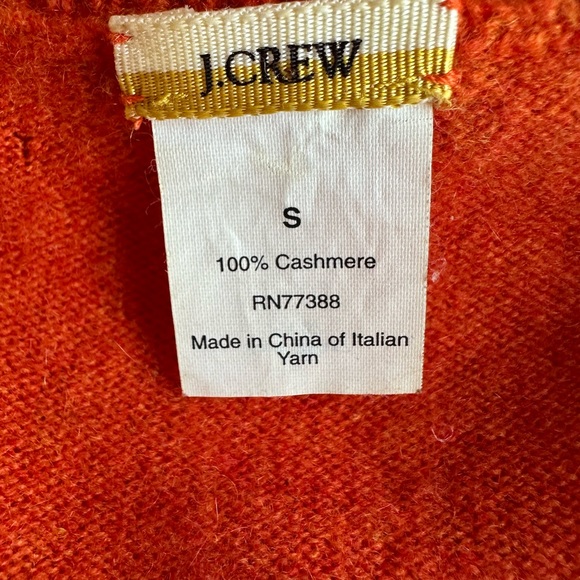 J.CREW
S
100% Cashmere
RN77388
Made in China of Italian
Yarn